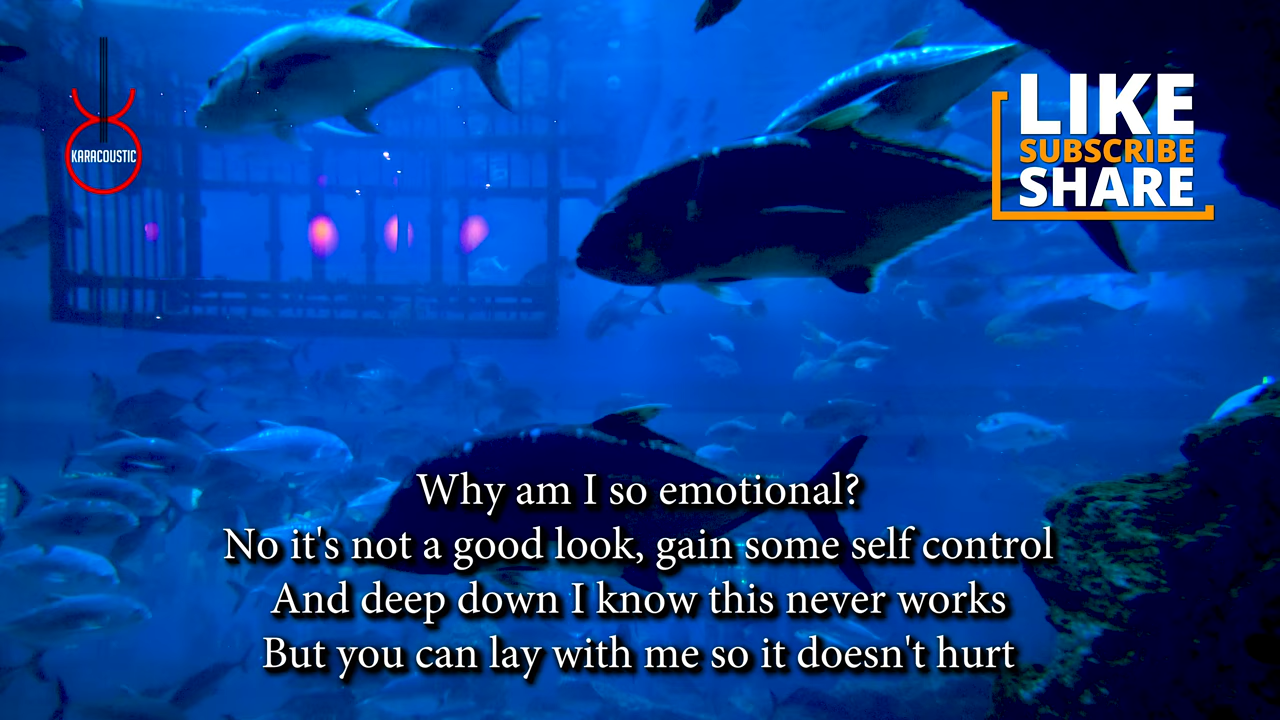 KARACOUSTIC
LIKE
SUBSCRIBE
SHARE
Why am I so emotional?
No it's not a good look, gain some self control
And deep down I know this never works
But you can lay with me so it doesn't hurt